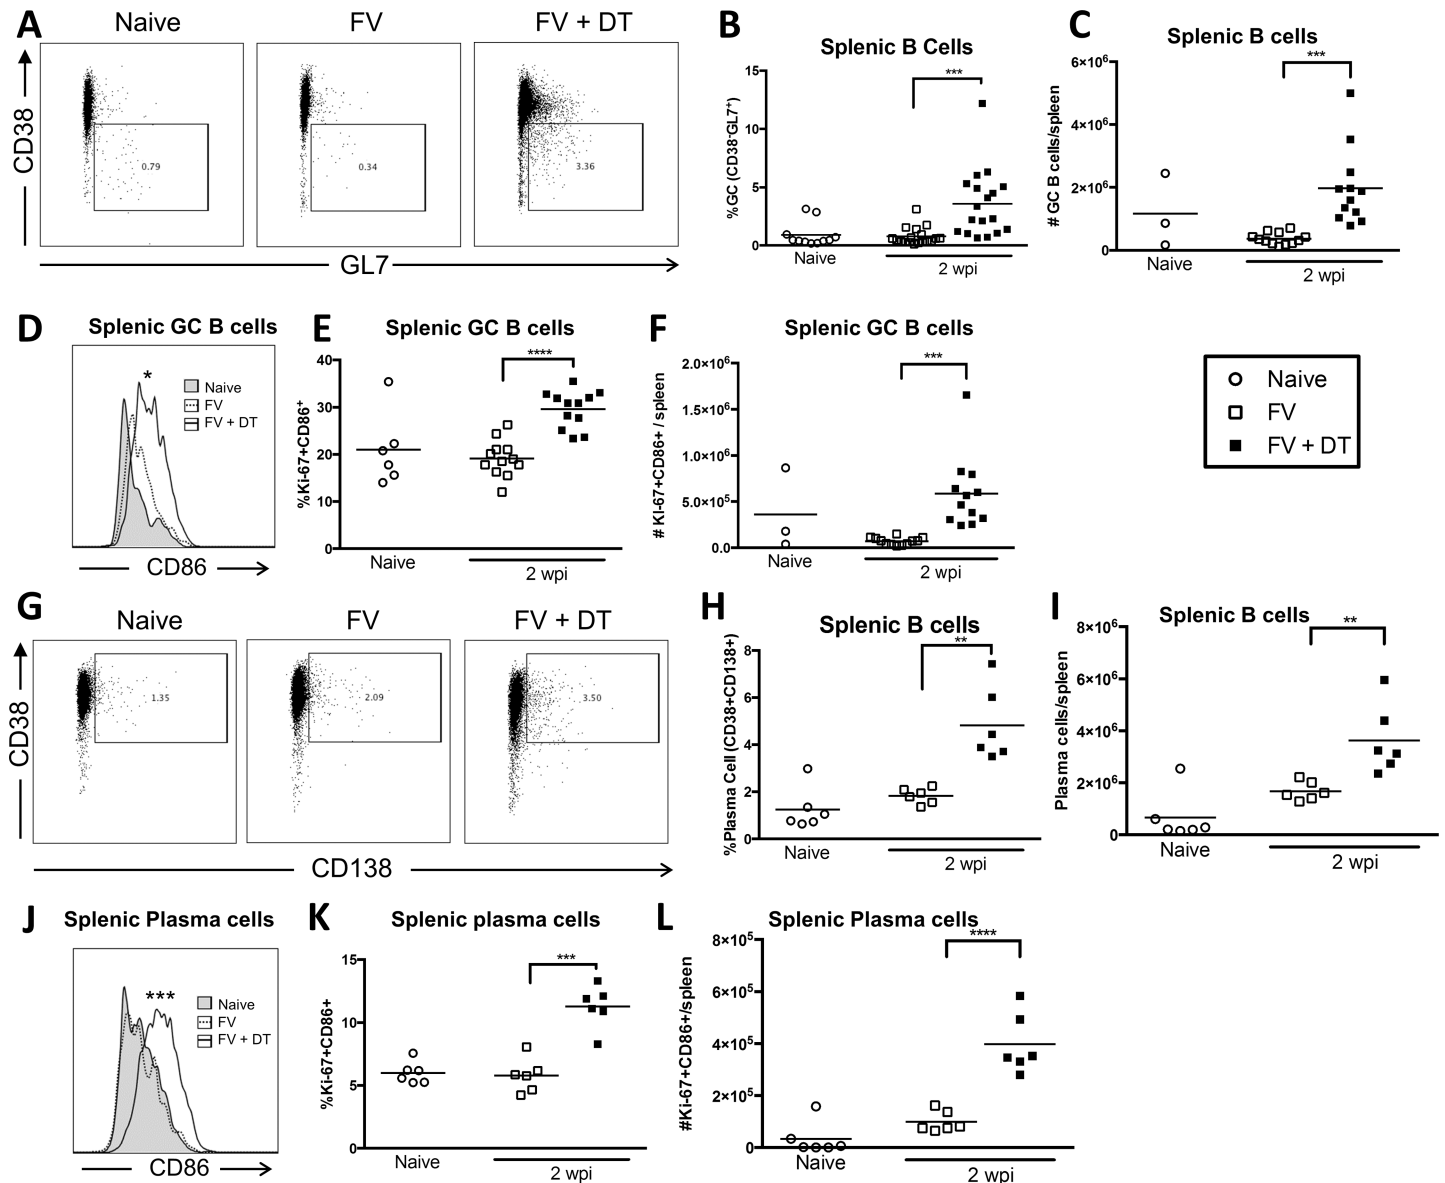 A
Naive
FV
FV + DT
CD38
0.79
0.34
3.36
GL7
B
Splenic B Cells
%GC (CD38⁻GL7⁺)
15
10
5
0
***
Naive
2 wpi
C
Splenic B cells
# GC B cells/spleen
6×10⁶
4×10⁶
2×10⁶
0
***
Naive
2 wpi
D
Splenic GC B cells
*
Naive
FV
FV + DT
CD86
E
Splenic GC B cells
%Ki-67+CD86⁺
40
30
20
10
0
****
Naive
2 wpi
F
Splenic GC B cells
# KI-67+CD86+ / spleen
2.0×10⁶
1.5×10⁶
1.0×10⁶
5.0×10⁵
0.0
***
Naive
2 wpi
Naive
FV
FV + DT
G
Naive
FV
FV + DT
CD38
1.35
2.09
3.50
CD138
H
Splenic B cells
%Plasma Cell (CD38+CD138+)
8
6
4
2
0
**
Naive
2 wpi
I
Splenic B cells
Plasma cells/spleen
8×10⁶
6×10⁶
4×10⁶
2×10⁶
0
**
Naive
2 wpi
J
Splenic Plasma cells
***
Naive
FV
FV + DT
CD86
K
Splenic plasma cells
%Ki-67+CD86+
15
10
5
0
***
Naive
2 wpi
L
Splenic Plasma cells
#Ki-67+CD86+/spleen
8×10⁵
6×10⁵
4×10⁵
2×10⁵
0
****
Naive
2 wpi